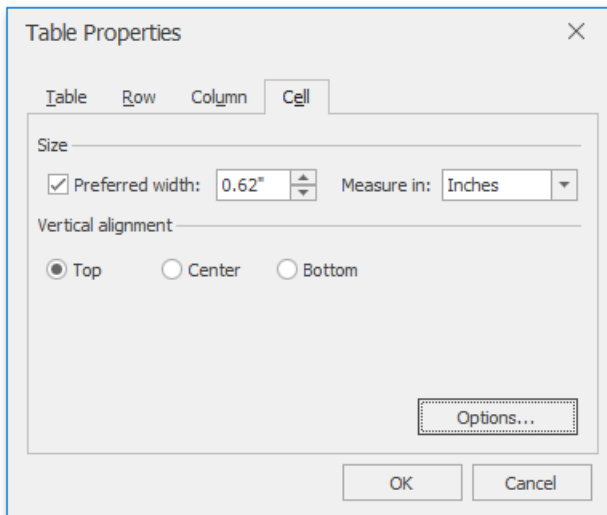 Table Properties
Table Row Column Cell
Size
Preferred width: 0.62" Measure in: Inches
Vertical alignment
Top Center Bottom
Options...
OK Cancel